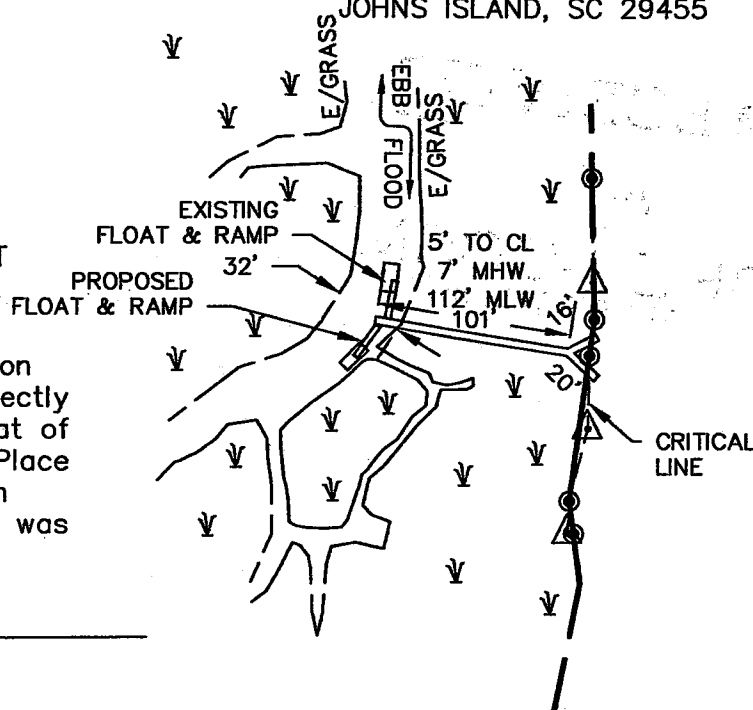 JOHNS ISLAND, SC 29455
E/GRASS
EBB
FLOOD
E/GRASS
EXISTING
FLOAT & RAMP
32'
PROPOSED
FLOAT & RAMP
5' TO CL
7' MHW
112' MLW
101'
16'
20'
CRITICAL
LINE
T
on
ectly
at of
Place
n
was